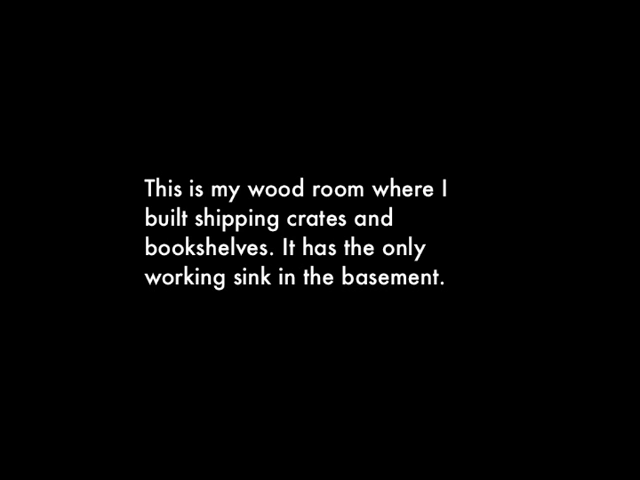 This is my wood room where I
built shipping crates and
bookshelves. It has the only
working sink in the basement.